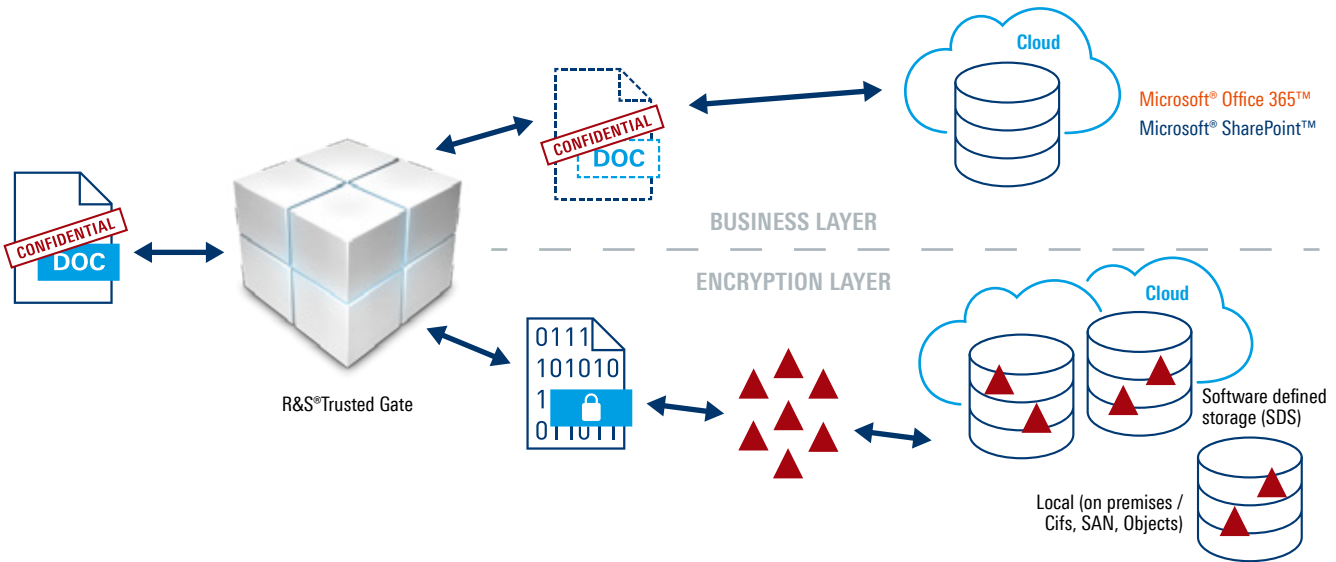 Cloud
Microsoft® Office 365™
Microsoft® SharePoint™
CONFIDENTIAL
DOC
BUSINESS LAYER
CONFIDENTIAL
DOC
ENCRYPTION LAYER
Cloud
0111
101010
1
011011
R&S®Trusted Gate
Software defined
storage (SDS)
Local (on premises /
Cifs, SAN, Objects)